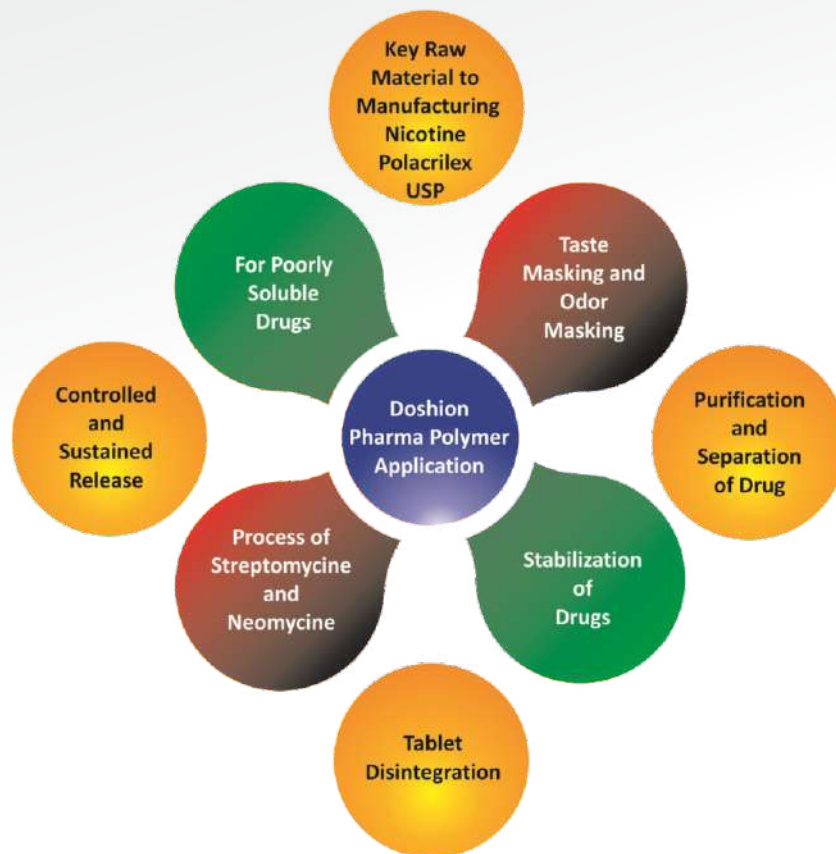 Key Raw
Material to
Manufacturing
Nicotine
Polacrilex
USP
For Poorly
Soluble
Drugs
Taste
Masking and
Odor
Masking
Controlled
and
Sustained
Release
Doshion
Pharma Polymer
Application
Purification
and
Separation
of Drug
Process of
Streptomycine
and
Neomycine
Stabilization
of
Drugs
Tablet
Disintegration